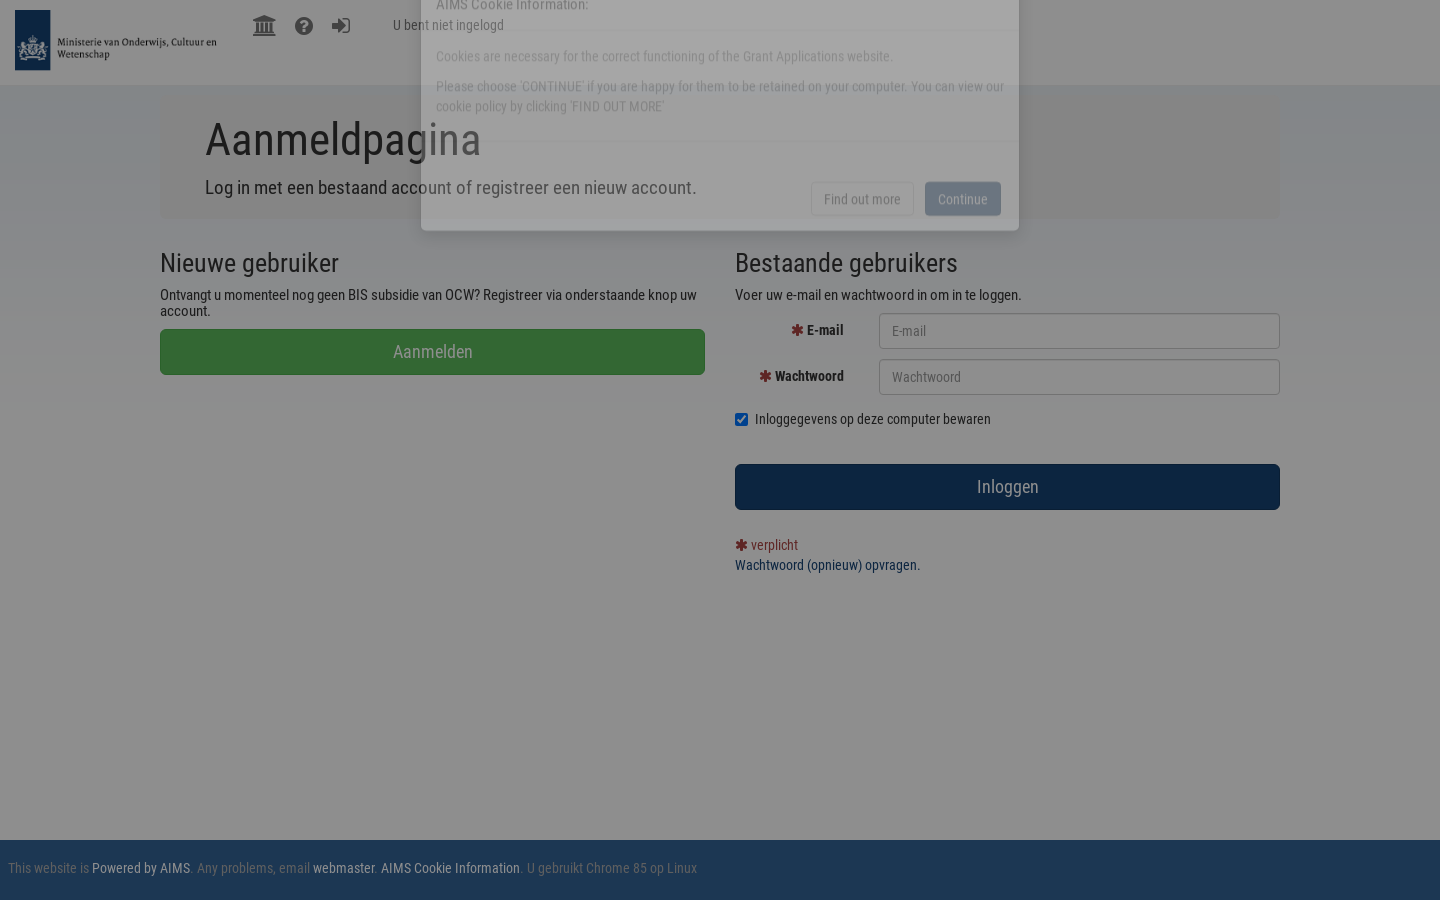 Ministerie van Onderwijs, Cultuur en
Wetenschap
U bent niet ingelogd
AIMS Cookie Information:
Cookies are necessary for the correct functioning of the Grant Applications website.
Please choose 'CONTINUE' if you are happy for them to be retained on your computer. You can view our
cookie policy by clicking 'FIND OUT MORE'
Find out more
Continue
Aanmeldpagina
Log in met een bestaand account of registreer een nieuw account.
Nieuwe gebruiker
Ontvangt u momenteel nog geen BIS subsidie van OCW? Registreer via onderstaande knop uw
account.
Aanmelden
Bestaande gebruikers
Voer uw e-mail en wachtwoord in om in te loggen.
✱ E-mail
E-mail
✱ Wachtwoord
Wachtwoord
Inloggegevens op deze computer bewaren
Inloggen
✱ verplicht
Wachtwoord (opnieuw) opvragen.
This website is Powered by AIMS. Any problems, email webmaster. AIMS Cookie Information. U gebruikt Chrome 85 op Linux